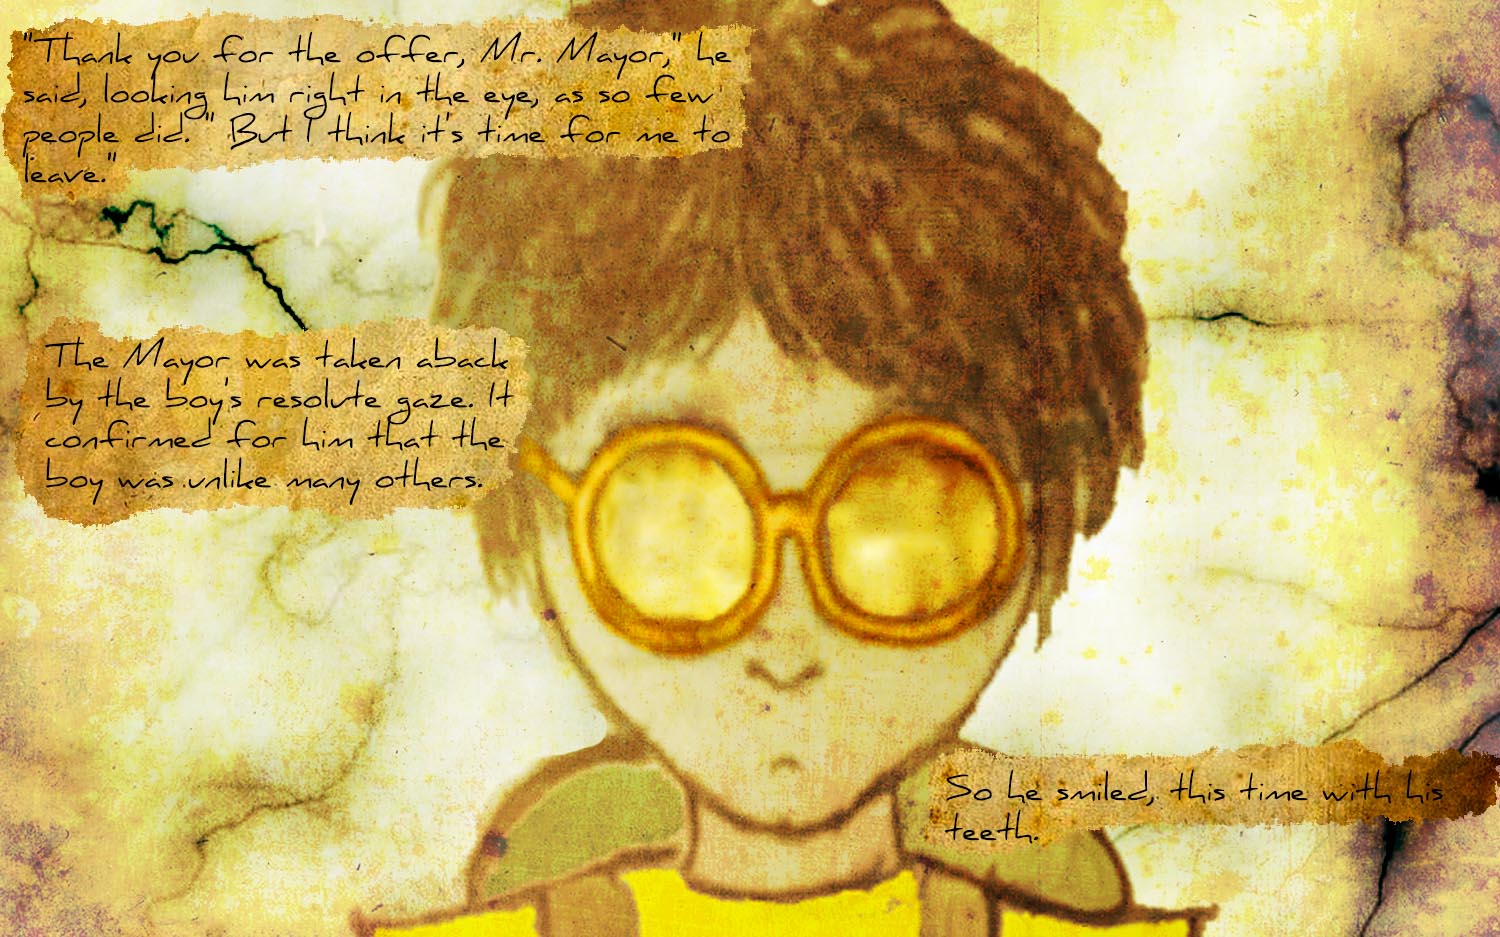 "Thank you for the offer, Mr. Mayor," he
said, looking him right in the eye, as so few
people did. " But I think it's time for me to
leave."
The Mayor was taken aback
by the boy's resolute gaze. It
confirmed for him that the
boy was unlike many others.
So he smiled, this time with his
teeth.